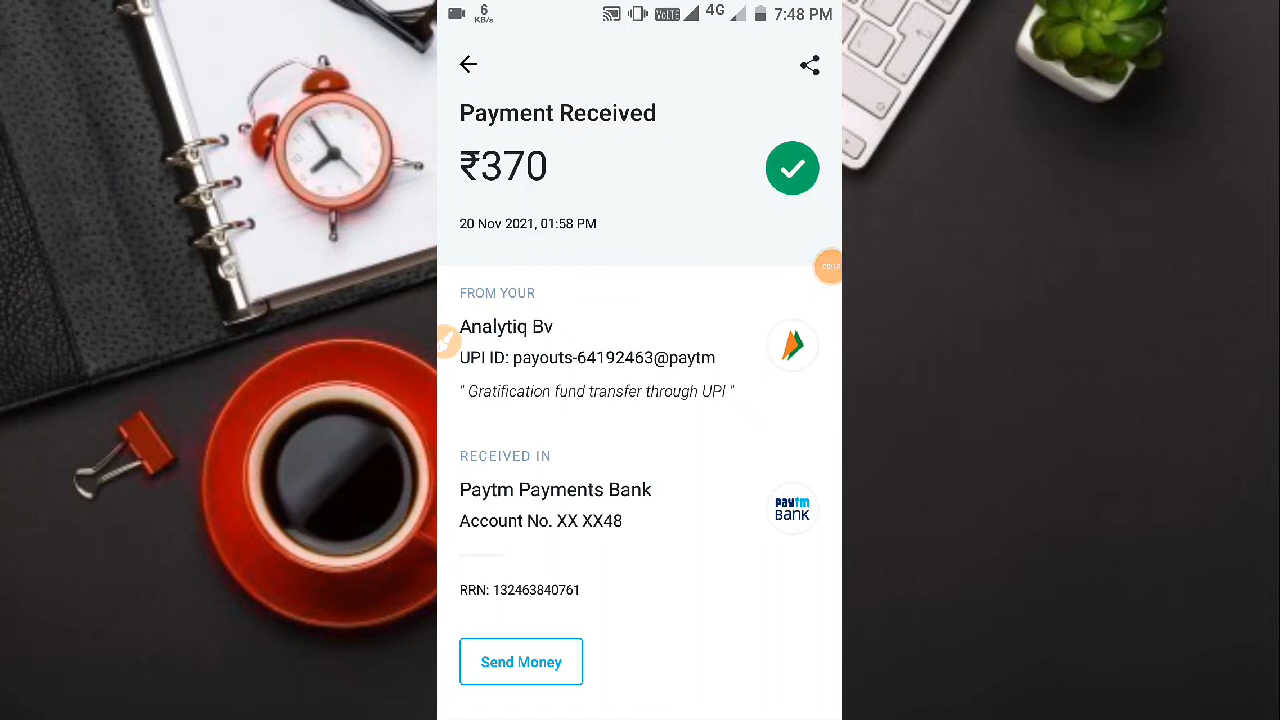 6
KB/s
VoLTE
4G
7:48 PM
Payment Received
₹370
20 Nov 2021, 01:58 PM
FROM YOUR
Analytiq Bv
UPI ID: payouts-64192463@paytm
" Gratification fund transfer through UPI "
RECEIVED IN
Paytm Payments Bank
Account No. XX XX48
paytm
BANK
RRN: 132463840761
Send Money